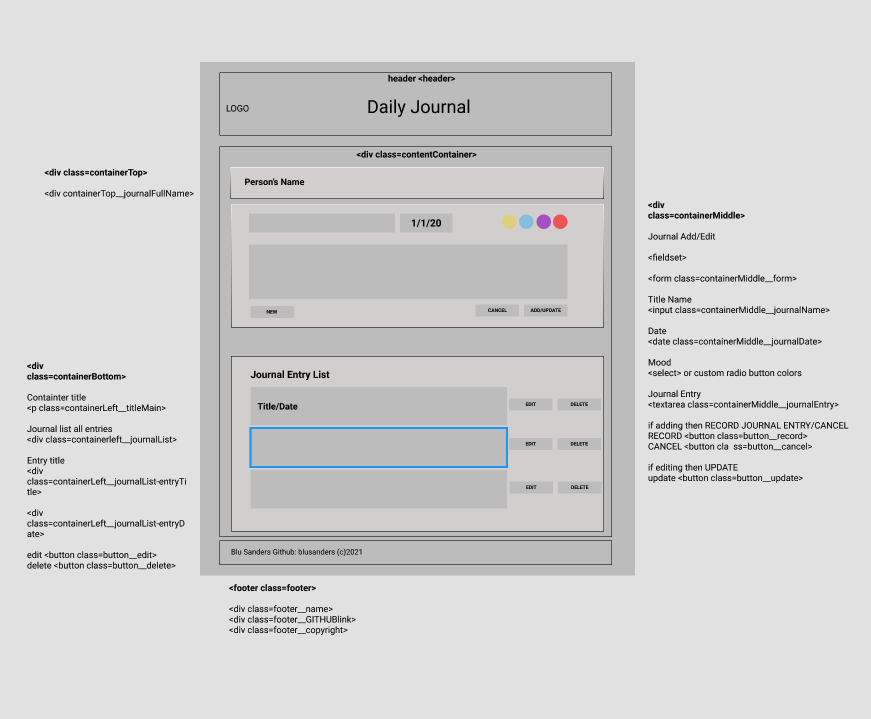 header <header>
LOGO
Daily Journal
<div class=contentContainer>
Person's Name
1/1/20
NEW
CANCEL
ADD/UPDATE
Journal Entry List
Title/Date
EDIT
DELETE
EDIT
DELETE
EDIT
DELETE
Blu Sanders Github: blusanders (c)2021
<div class=containerTop>
<div containerTop__journalFullName>
<div
class=containerBottom>
Containter title
<p class=containerLeft__titleMain>
Journal list all entries
<div class=containerleft__journalList>
Entry title
<div
class=containerLeft__journalList-entryTi
tle>
<div
class=containerLeft__journalList-entryD
ate>
edit <button class=button__edit>
delete <button class=button__delete>
<div
class=containerMiddle>
Journal Add/Edit
<fieldset>
<form class=containerMiddle__form>
Title Name
<input class=containerMiddle__journalName>
Date
<date class=containerMiddle__journalDate>
Mood
<select> or custom radio button colors
Journal Entry
<textarea class=containerMiddle__journalEntry>
if adding then RECORD JOURNAL ENTRY/CANCEL
RECORD <button class=button__record>
CANCEL <button cla ss=button__cancel>
if editing then UPDATE
update <button class=button__update>
<footer class=footer>
<div class=footer__name>
<div class=footer__GITHUBlink>
<div class=footer__copyright>